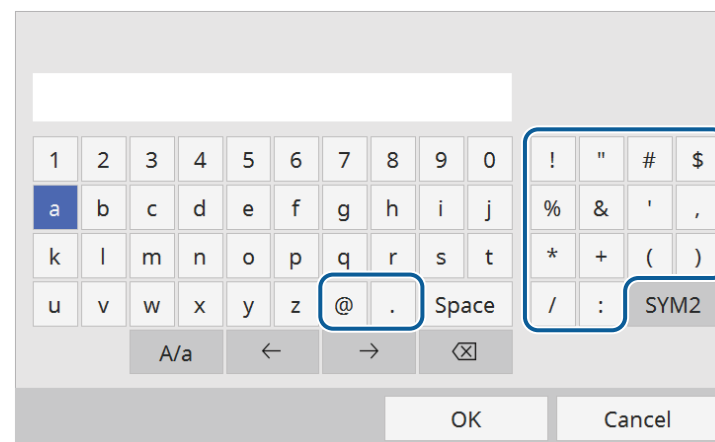 1 2 3 4 5 6 7 8 9 0 ! " # $
a b c d e f g h i j % & ' ,
k l m n o p q r s t * + ( )
u v w x y z @ . Space / : SYM2
A/a ← → ⌫
OK Cancel